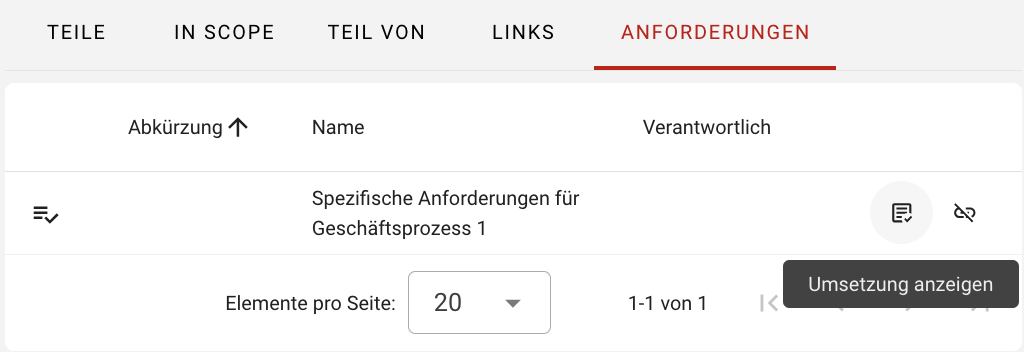 TEILE IN SCOPE TEIL VON LINKS ANFORDERUNGEN
Abkürzung Name Verantwortlich
Spezifische Anforderungen für
Geschäftsprozess 1
Umsetzung anzeigen
Elemente pro Seite: 20 1-1 von 1